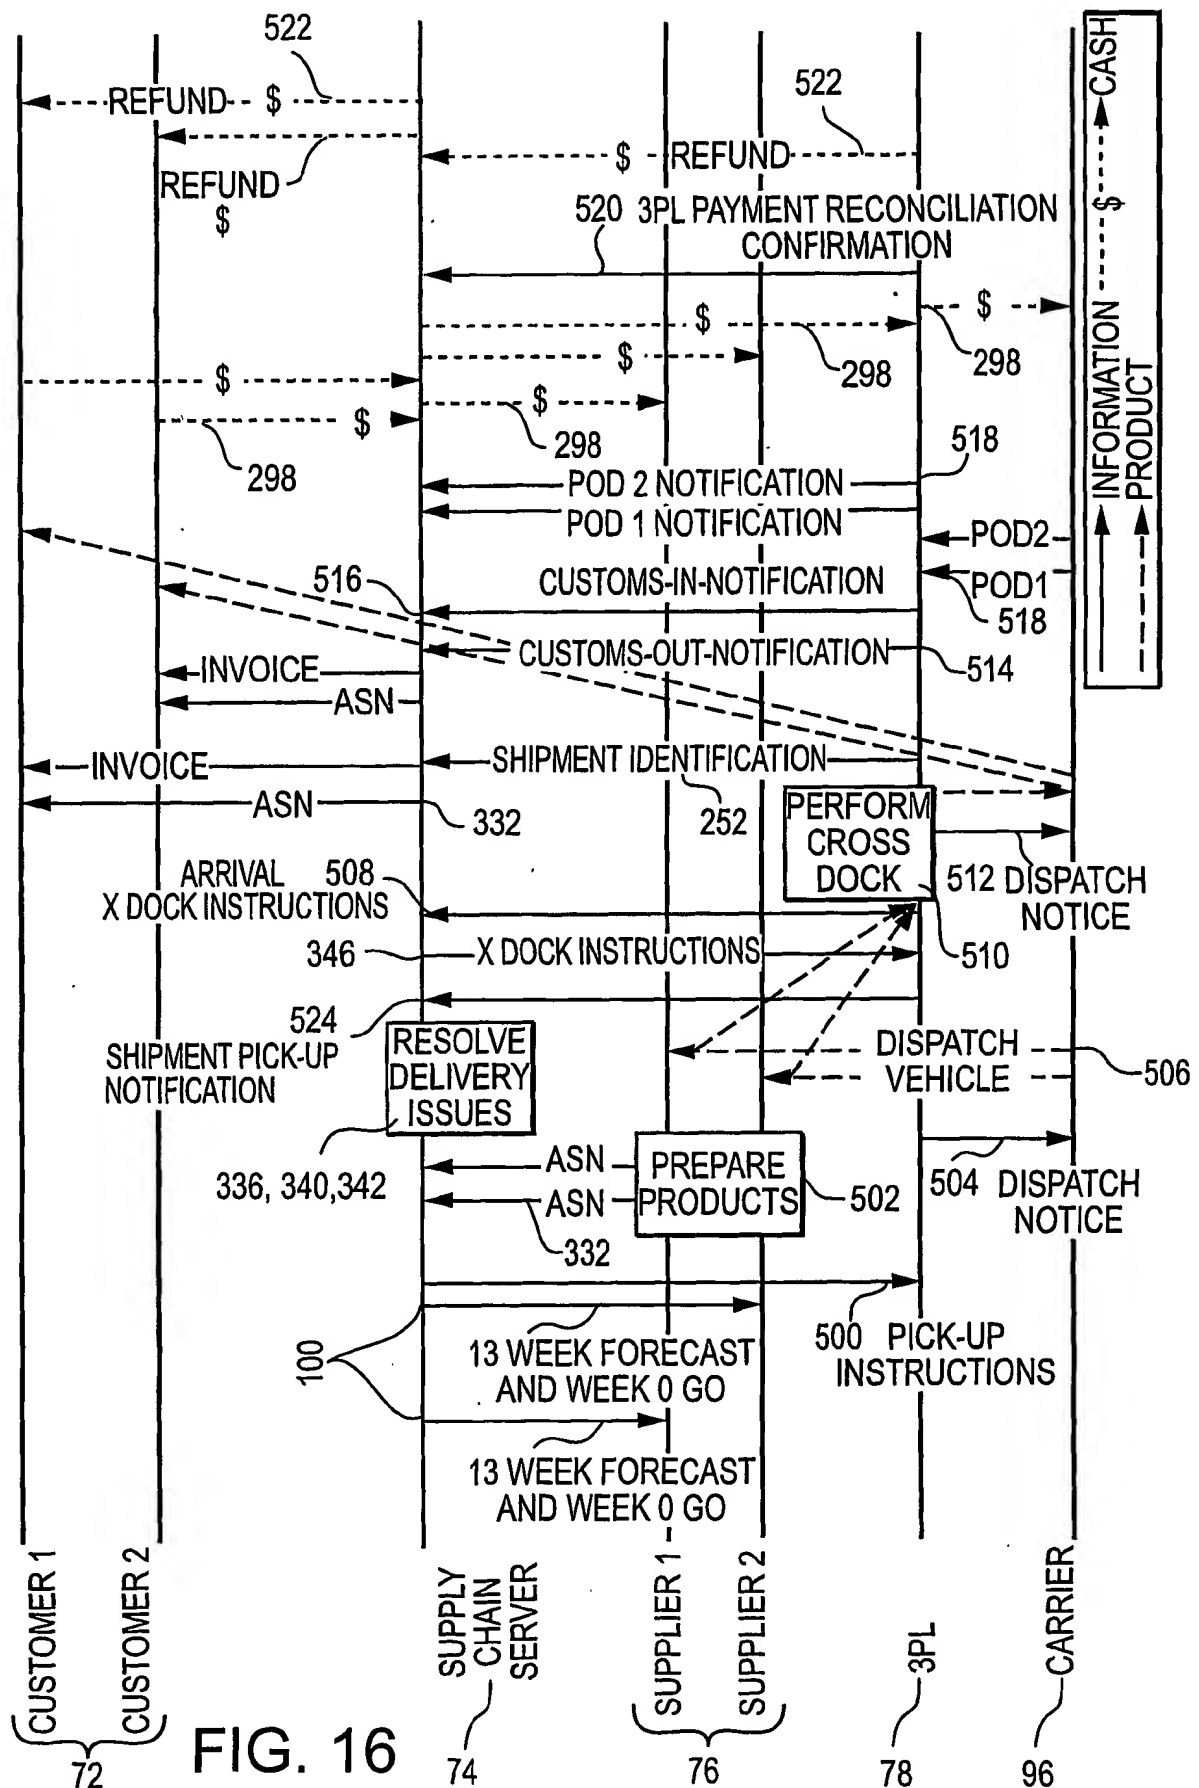 522
REFUND
$
522
REFUND
$
$ REFUND
520 3PL PAYMENT RECONCILIATION
CONFIRMATION
$
298
$
298
$
$
$
298
$
298
518
POD 2 NOTIFICATION
POD 1 NOTIFICATION
POD2
POD1
518
516
CUSTOMS-IN-NOTIFICATION
CUSTOMS-OUT-NOTIFICATION
514
INVOICE
ASN
INVOICE
SHIPMENT IDENTIFICATION
252
ASN
332
PERFORM
CROSS
DOCK
512 DISPATCH
NOTICE
510
ARRIVAL
X DOCK INSTRUCTIONS
508
346
X DOCK INSTRUCTIONS
524
SHIPMENT PICK-UP
NOTIFICATION
RESOLVE
DELIVERY
ISSUES
336, 340,342
DISPATCH
VEHICLE
506
ASN
ASN
332
PREPARE
PRODUCTS
502
504 DISPATCH
NOTICE
100
13 WEEK FORECAST
AND WEEK 0 GO
500 PICK-UP
INSTRUCTIONS
13 WEEK FORECAST
AND WEEK 0 GO
CUSTOMER 1
CUSTOMER 2
72
SUPPLY
CHAIN
SERVER
74
SUPPLIER 1
SUPPLIER 2
76
3PL
78
CARRIER
96
INFORMATION
PRODUCT
$ CASH
FIG. 16